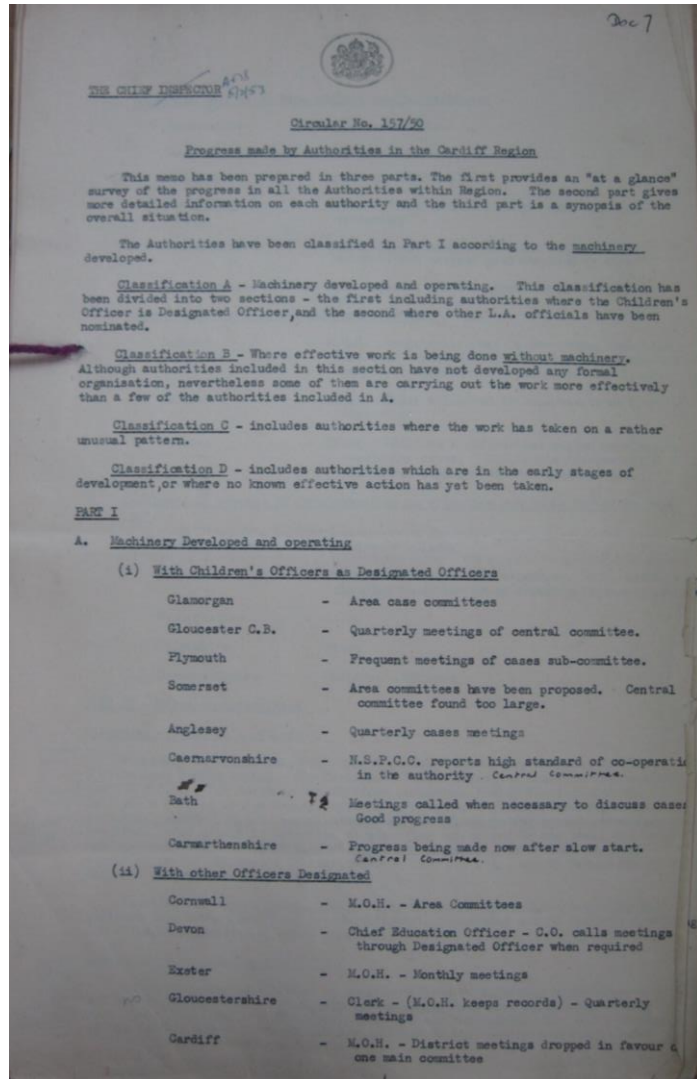 Doc 7
THE CHIEF INSPECTOR
Circular No. 157/50
Progress made by Authorities in the Cardiff Region
This memo has been prepared in three parts. The first provides an "at a glance"
survey of the progress in all the Authorities within Region. The second part gives
more detailed information on each authority and the third part is a synopsis of the
overall situation.
The Authorities have been classified in Part I according to the machinery
developed.
Classification A - Machinery developed and operating. This classification has
been divided into two sections - the first including authorities where the Children's
Officer is Designated Officer, and the second where other L.A. officials have been
nominated.
Classification B - Where effective work is being done without machinery.
Although authorities included in this section have not developed any formal
organisation, nevertheless some of them are carrying out the work more effectively
than a few of the authorities included in A.
Classification C - includes authorities where the work has taken on a rather
unusual pattern.
Classification D - includes authorities which are in the early stages of
development, or where no known effective action has yet been taken.
PART I
A. Machinery Developed and operating
(i) With Children's Officers as Designated Officers
Glamorgan - Area case committees
Gloucester C.B. - Quarterly meetings of central committee.
Plymouth - Frequent meetings of cases sub-committee.
Somerset - Area committees have been proposed. Central
committee found too large.
Anglesey - Quarterly cases meetings
Caernarvonshire - N.S.P.C.C. reports high standard of co-operatio
in the authority. Central Committee.
Bath - Meetings called when necessary to discuss cases
Good progress
Carmarthenshire - Progress being made now after slow start.
Central Committee.
(ii) With other Officers Designated
Cornwall - M.O.H. - Area Committees
Devon - Chief Education Officer - C.O. calls meetings
through Designated Officer when required
Exeter - M.O.H. - Monthly meetings
no Gloucestershire - Clerk - (M.O.H. keeps records) - Quarterly
meetings
Cardiff - M.O.H. - District meetings dropped in favour o
one main committee